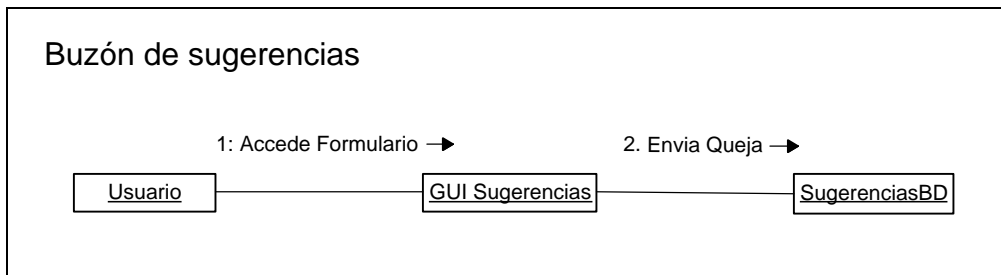 Buzón de sugerencias
1: Accede Formulario
2. Envia Queja
Usuario
GUI Sugerencias
SugerenciasBD